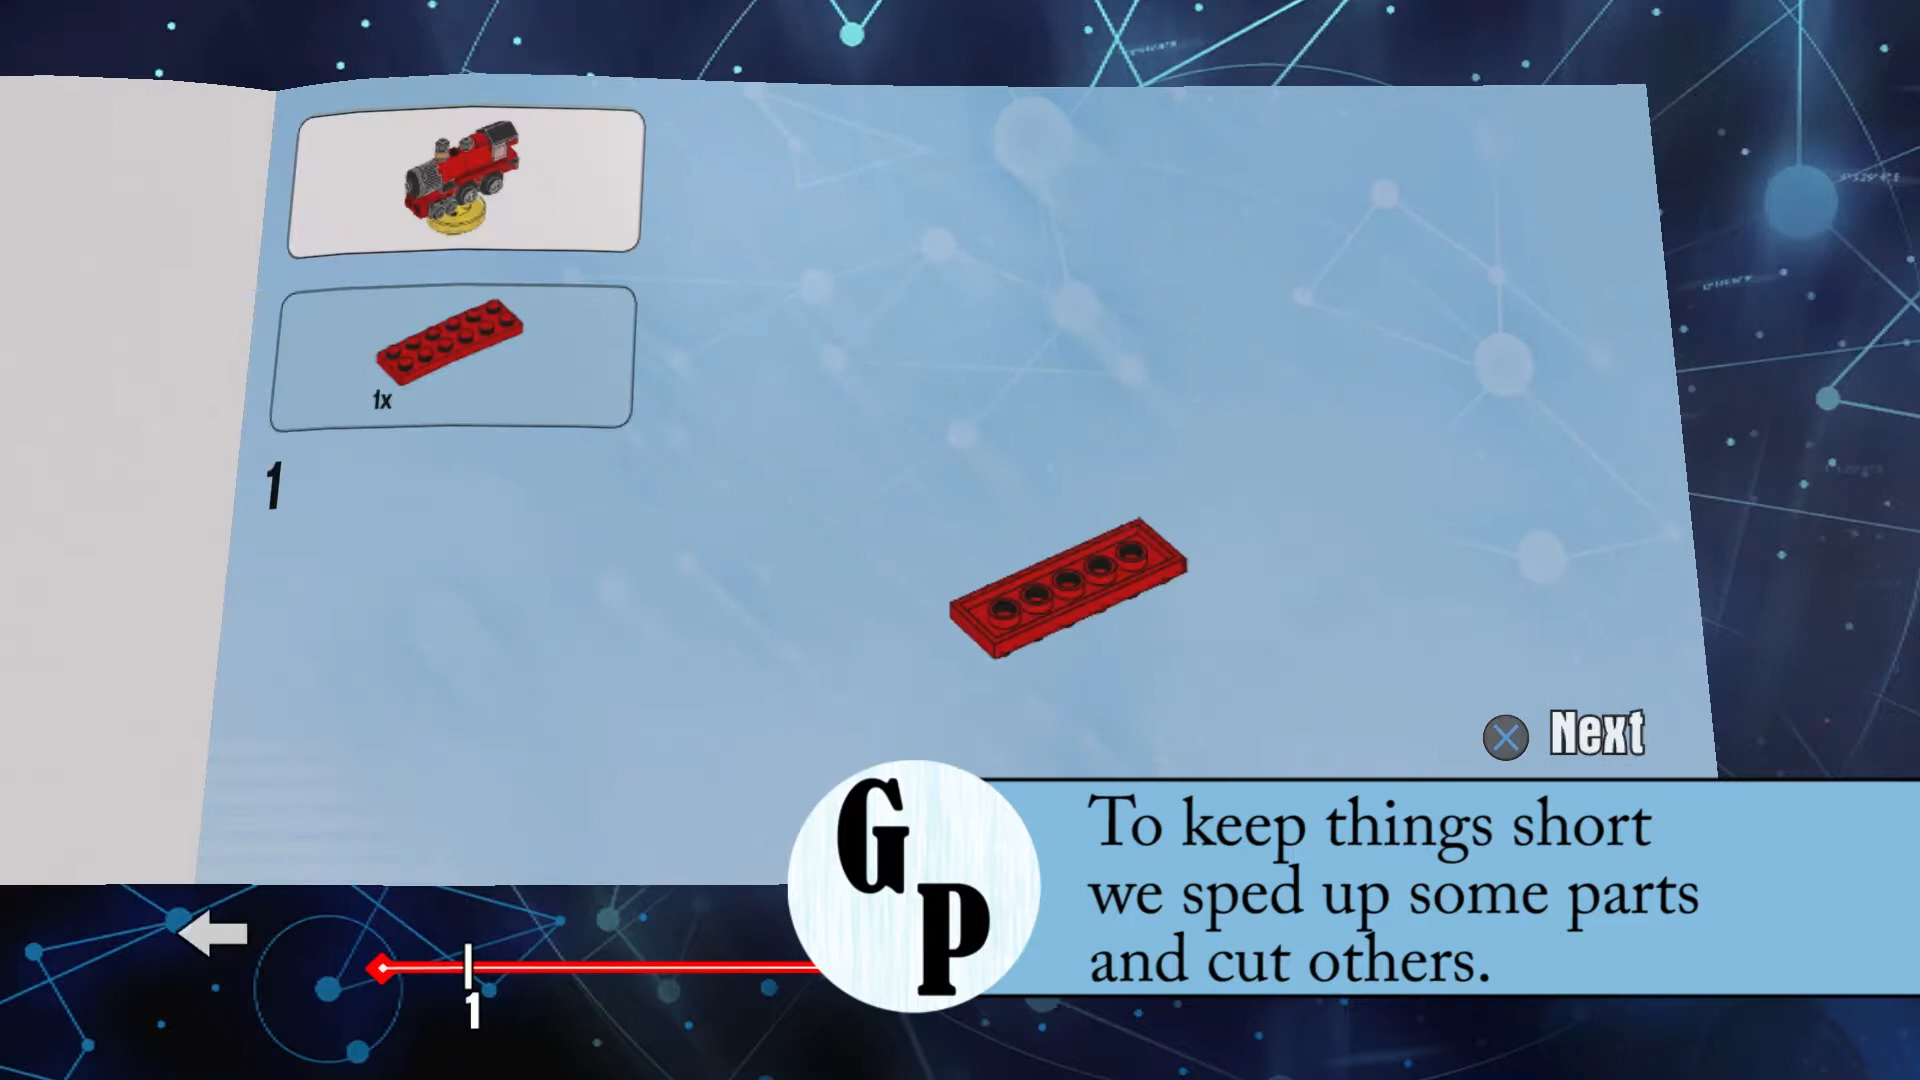 1x
1
Next
G
P
To keep things short
we sped up some parts
and cut others.
1